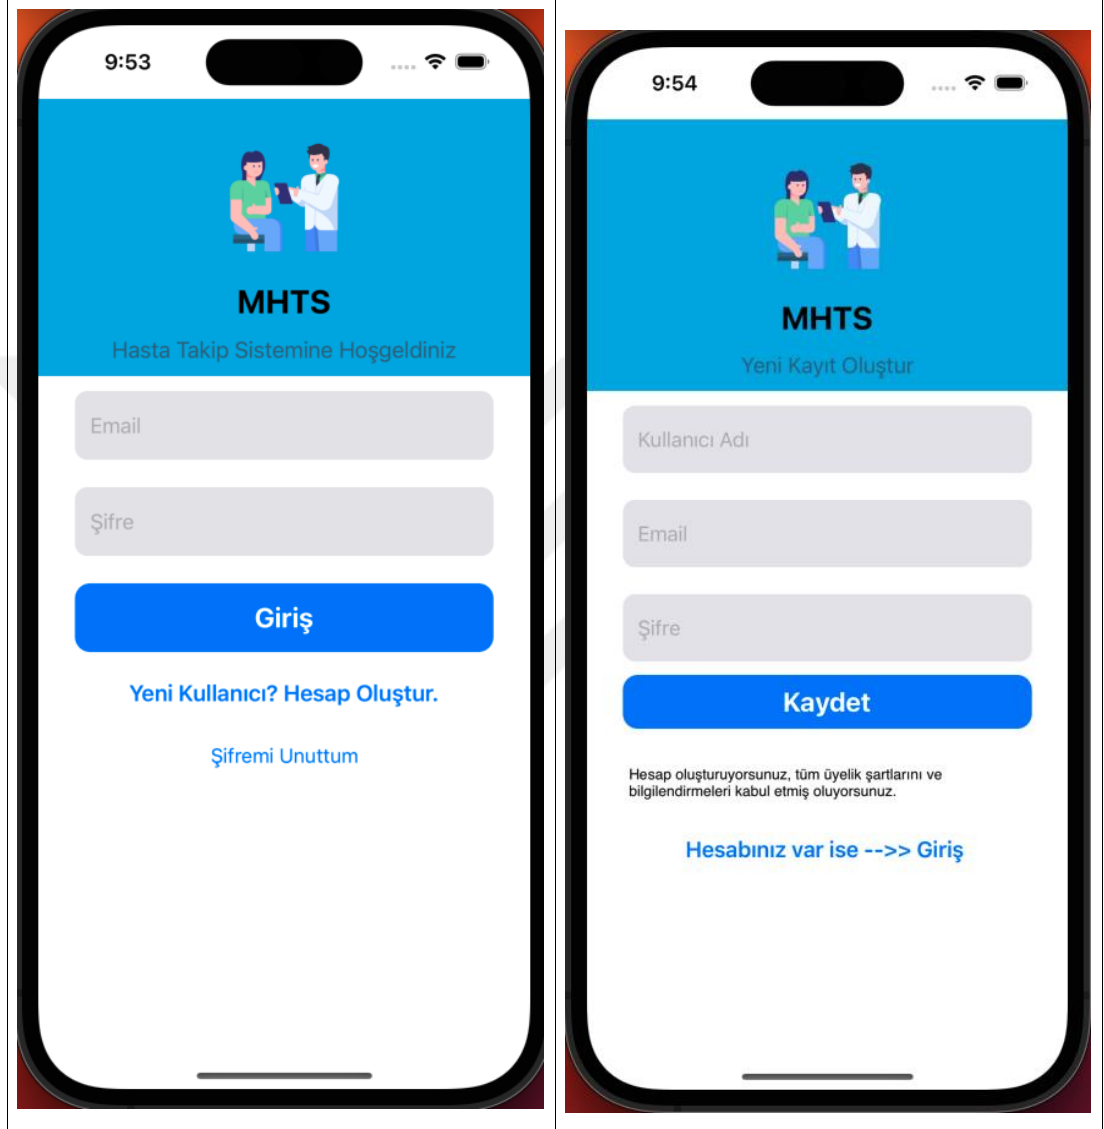 9:53
MHTS
Hasta Takip Sistemine Hoşgeldiniz
Email
Şifre
Giriş
Yeni Kullanıcı? Hesap Oluştur.
Şifremi Unuttum
9:54
MHTS
Yeni Kayıt Oluştur
Kullanıcı Adı
Email
Şifre
Kaydet
Hesap oluşturuyorsunuz, tüm üyelik şartlarını ve
bilgilendirmeleri kabul etmiş oluyorsunuz.
Hesabınız var ise -->> Giriş